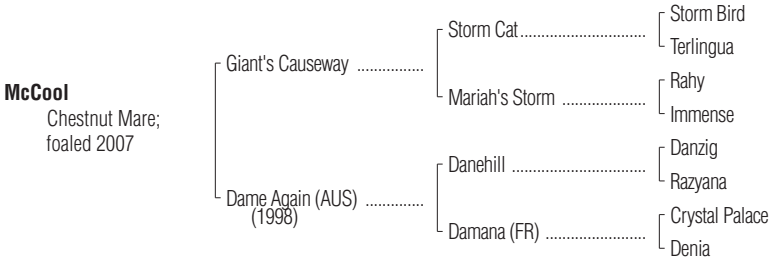 Storm Bird
Storm Cat..............................
Terlingua
Giant's Causeway ................
Rahy
Mariah's Storm ....................
Immense
McCool
Chestnut Mare;
foaled 2007
Danzig
Danehill ................................
Razyana
Dame Again (AUS) ..............
(1998)
Crystal Palace
Damana (FR) ........................
Denia